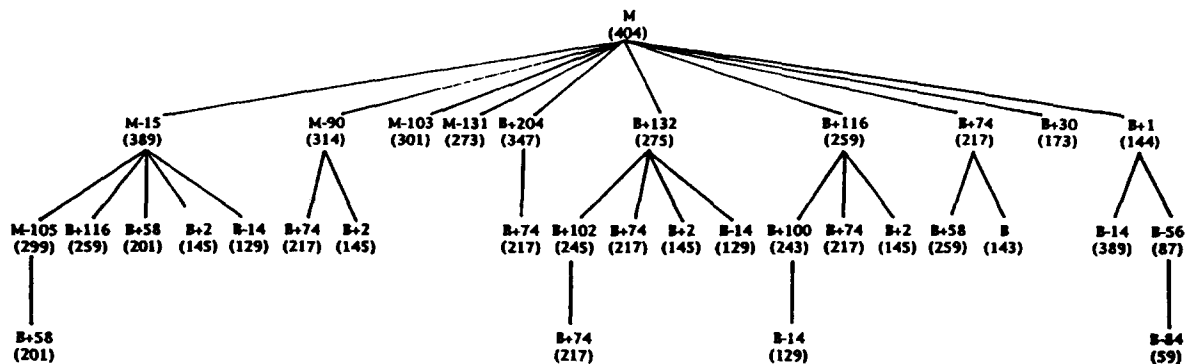 M
(404)
M-15 M-90 M-103 M-131 B+204 B+132 B+116 B+74 B+30 B+1
(389) (314) (301) (273) (347) (275) (259) (217) (173) (144)
M-105 B+116 B+58 B+2 B-14 B+74 B+2 B+74 B+102 B+74 B+2 B-14 B+100 B+74 B+2 B+58 B B-14 B-56
(299) (259) (201) (145) (129) (217) (145) (217) (245) (217) (145) (129) (243) (217) (145) (259) (143) (389) (87)
B+58 B+74 B-14 B-84
(201) (217) (129) (59)